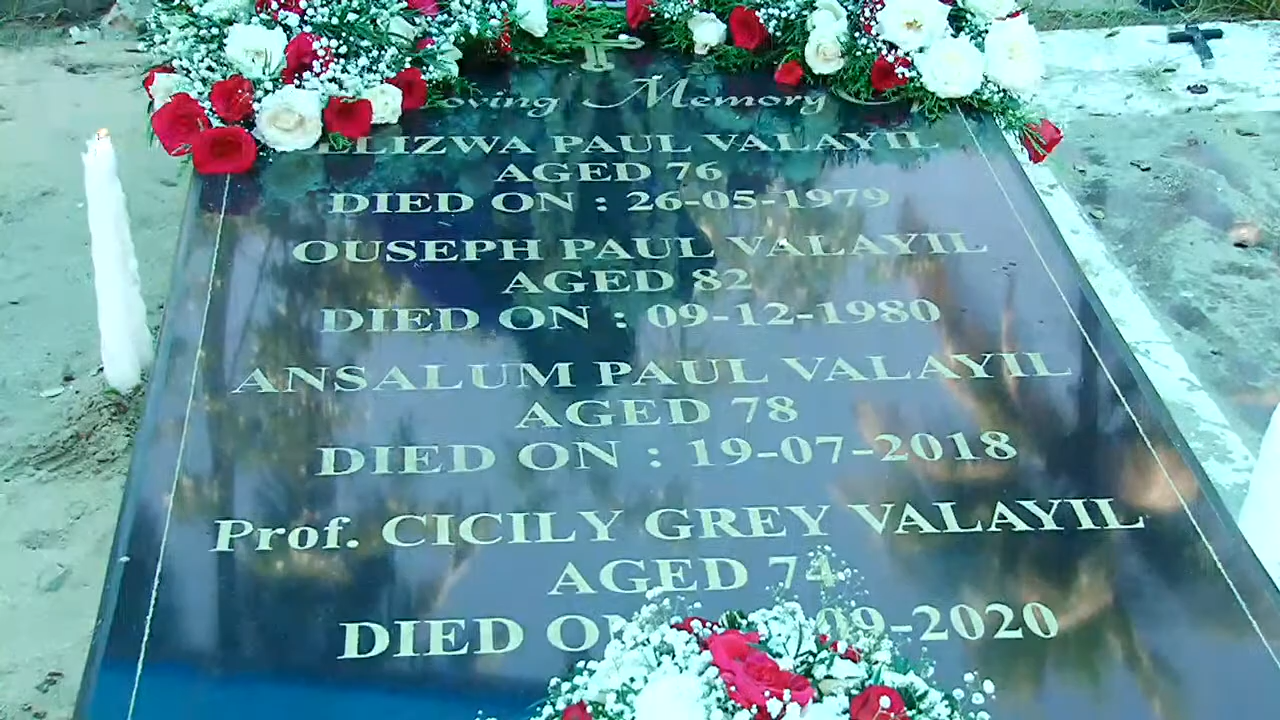 Loving Memory
PAUL VALAYIL
AGED 76
DIED ON : 26-05-1979
OUSEPH PAUL VALAYIL
AGED 82
DIED ON : 09-12-1980
ANSALUM PAUL VALAYIL
AGED 78
DIED ON : 19-07-2018
Prof. CICILY GREY VALAYIL
AGED 74
DIED ON 09-2020